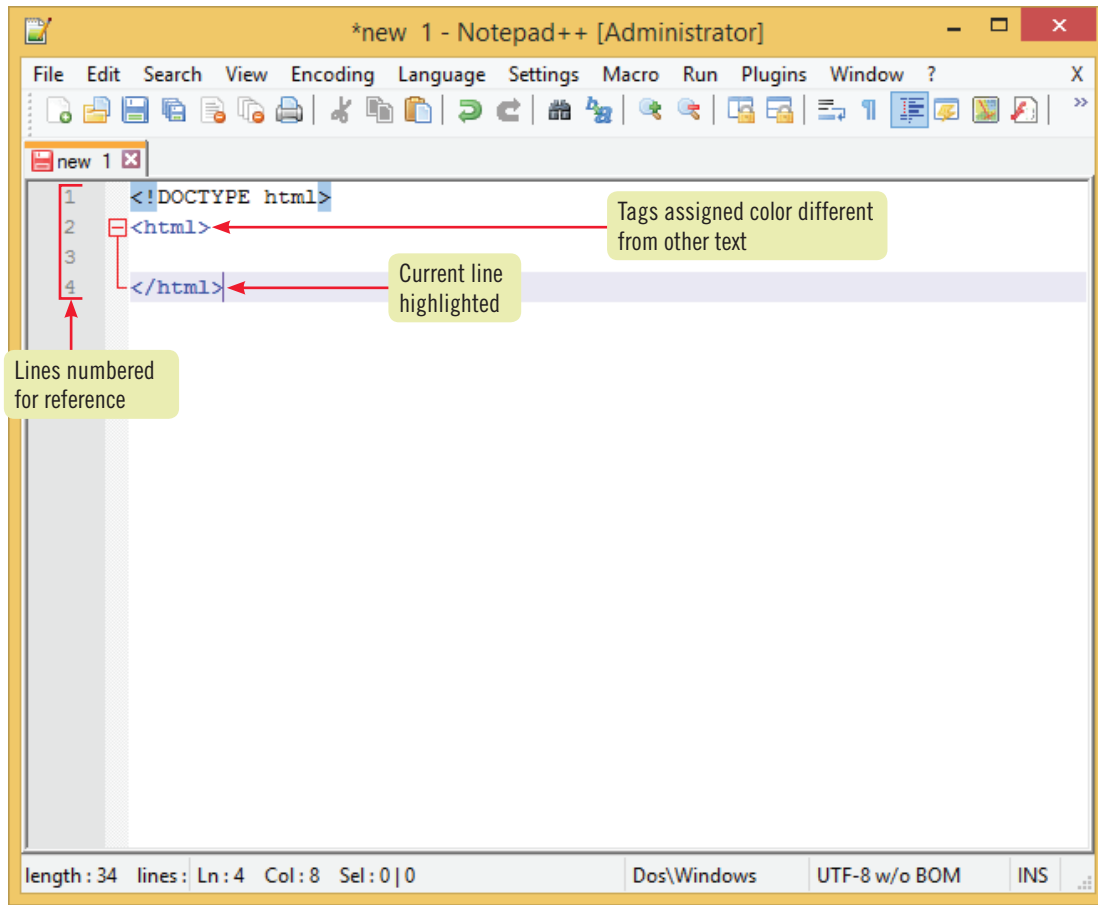 *new 1 - Notepad++ [Administrator]
File Edit Search View Encoding Language Settings Macro Run Plugins Window ? X
new 1
1 <!DOCTYPE html>
2 <html>
3
4 </html>
Tags assigned color different
from other text
Current line
highlighted
Lines numbered
for reference
length : 34 lines : Ln : 4 Col : 8 Sel : 0 | 0 Dos\Windows UTF-8 w/o BOM INS